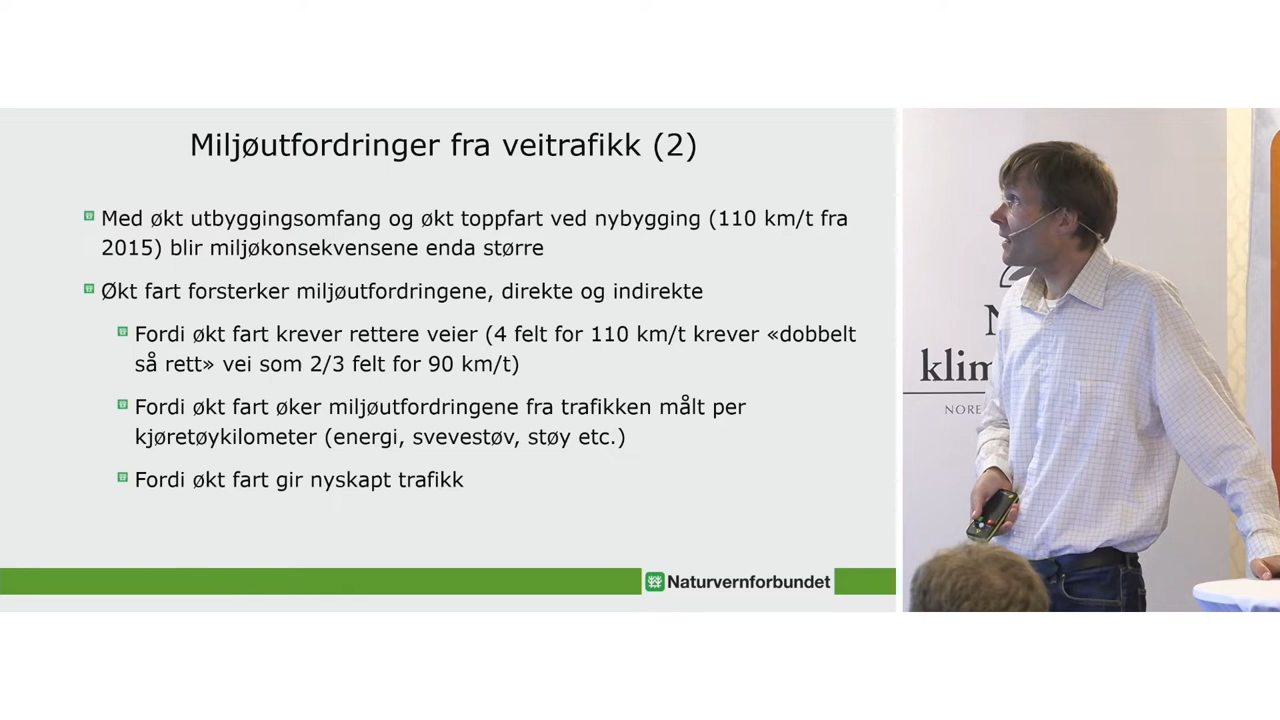 Miljøutfordringer fra veitrafikk (2)
Med økt utbyggingsomfang og økt toppfart ved nybygging (110 km/t fra
2015) blir miljøkonsekvensene enda større
Økt fart forsterker miljøutfordringene, direkte og indirekte
Fordi økt fart krever rettere veier (4 felt for 110 km/t krever «dobbelt
så rett» vei som 2/3 felt for 90 km/t)
Fordi økt fart øker miljøutfordringene fra trafikken målt per
kjøretøykilometer (energi, svevestøv, støy etc.)
Fordi økt fart gir nyskapt trafikk
Naturvernforbundet
N
klim
NORE